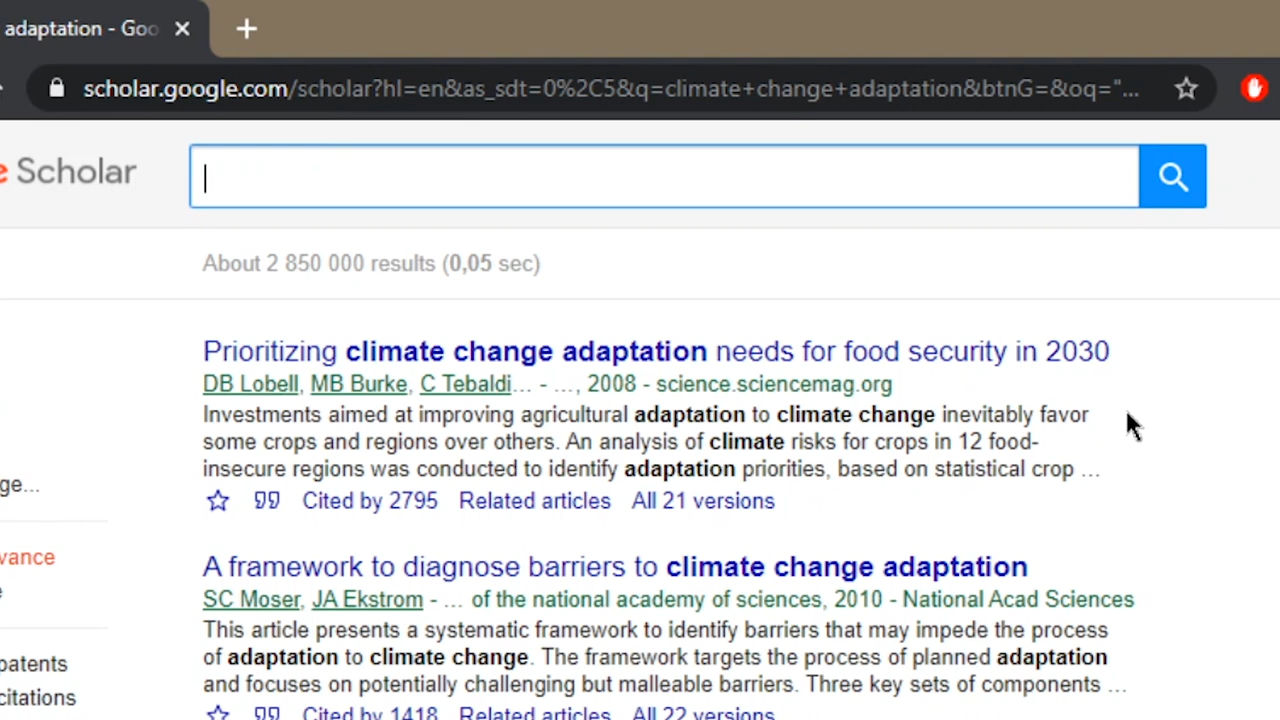 adaptation - Goo
scholar.google.com/scholar?hl=en&as_sdt=0%2C5&q=climate+change+adaptation&btnG=&oq="...
Scholar
About 2 850 000 results (0,05 sec)
Prioritizing climate change adaptation needs for food security in 2030
DB Lobell, MB Burke, C Tebaldi... - ..., 2008 - science.sciencemag.org
Investments aimed at improving agricultural adaptation to climate change inevitably favor
some crops and regions over others. An analysis of climate risks for crops in 12 food-
insecure regions was conducted to identify adaptation priorities, based on statistical crop ...
Cited by 2795 Related articles All 21 versions
ge...
A framework to diagnose barriers to climate change adaptation
vance
SC Moser, JA Ekstrom - ... of the national academy of sciences, 2010 - National Acad Sciences
e
This article presents a systematic framework to identify barriers that may impede the process
of adaptation to climate change. The framework targets the process of planned adaptation
and focuses on potentially challenging but malleable barriers. Three key sets of components ...
patents
citations
Cited by 1418 Related articles All 22 versions